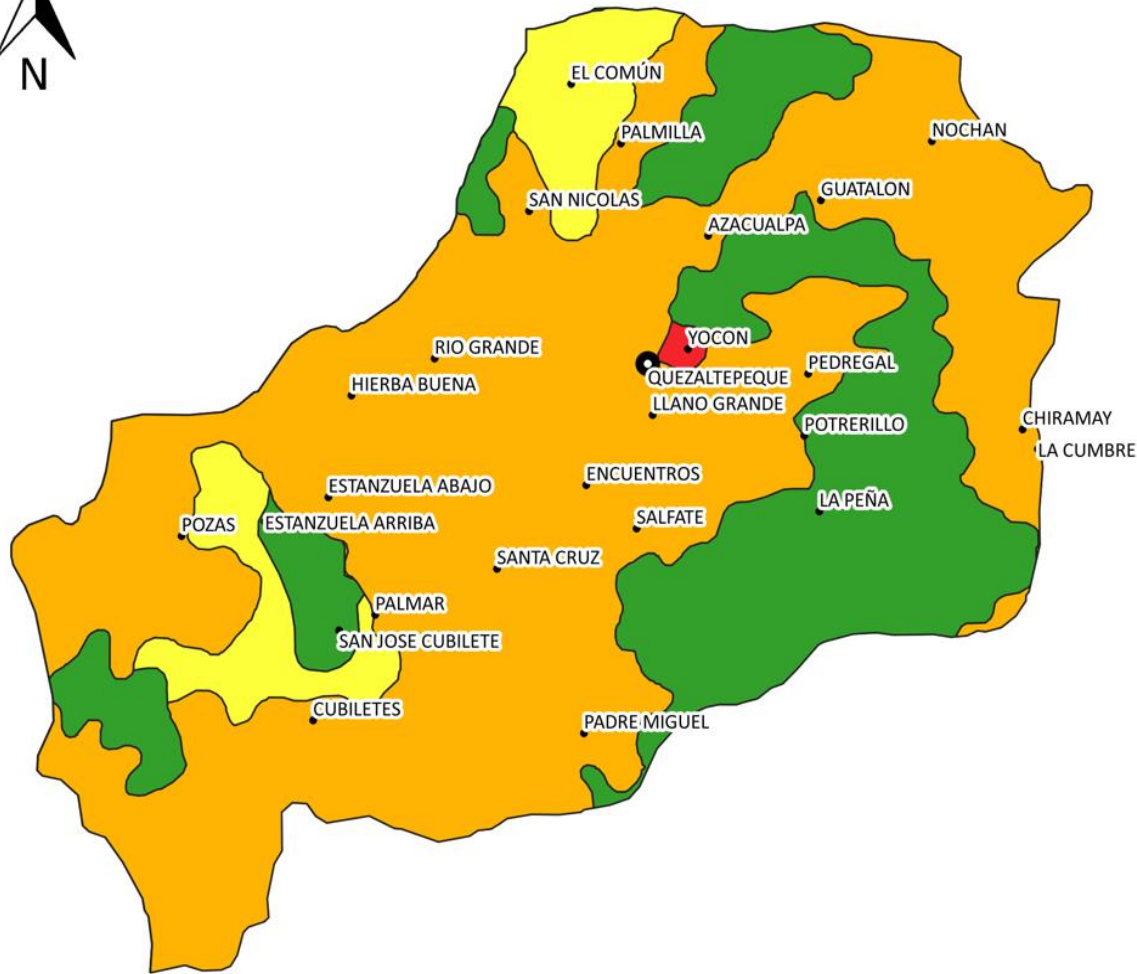 N
EL COMÚN
PALMILLA
NOCHAN
SAN NICOLAS
GUATALON
AZACUALPA
YOCON
RIO GRANDE
PEDREGAL
HIERBA BUENA
QUEZALTEPEQUE
LLANO GRANDE
CHIRAMAY
POTRERILLO
LA CUMBRE
ENCUENTROS
ESTANZUELA ABAJO
LA PEÑA
POZAS
ESTANZUELA ARRIBA
SALFATE
SANTA CRUZ
PALMAR
SAN JOSE CUBILETE
CUBILETES
PADRE MIGUEL